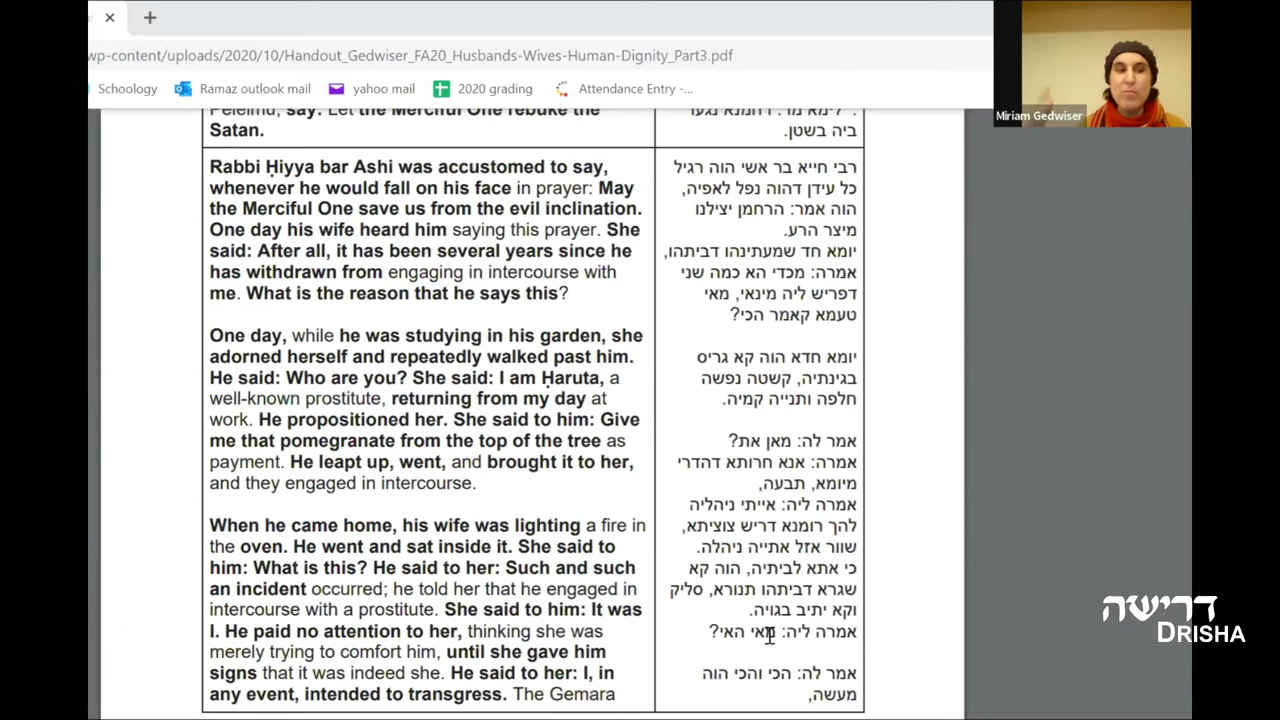 wp-content/uploads/2020/10/Handout_Gedwiser_FA20_Husbands-Wives-Human-Dignity_Part3.pdf
Schoology Ramaz outlook mail yahoo mail 2020 grading Attendance Entry -...
Miriam Gedwiser
Peleimu, say: Let the Merciful One rebuke the
Satan.
Rabbi Ḥiyya bar Ashi was accustomed to say,
whenever he would fall on his face in prayer: May
the Merciful One save us from the evil inclination.
One day his wife heard him saying this prayer. She
said: After all, it has been several years since he
has withdrawn from engaging in intercourse with
me. What is the reason that he says this?
One day, while he was studying in his garden, she
adorned herself and repeatedly walked past him.
He said: Who are you? She said: I am Ḥaruta, a
well-known prostitute, returning from my day at
work. He propositioned her. She said to him: Give
me that pomegranate from the top of the tree as
payment. He leapt up, went, and brought it to her,
and they engaged in intercourse.
When he came home, his wife was lighting a fire in
the oven. He went and sat inside it. She said to
him: What is this? He said to her: Such and such
an incident occurred; he told her that he engaged in
intercourse with a prostitute. She said to him: It was
I. He paid no attention to her, thinking she was
merely trying to comfort him, until she gave him
signs that it was indeed she. He said to her: I, in
any event, intended to transgress. The Gemara
לימא מר: רחמנא נגער
ביה בשטן.
רבי חייא בר אשי הוה רגיל
כל עידן דהוה נפל לאפיה,
הוה אמר: הרחמן יצילנו
מיצר הרע.
יומא חד שמעתינהו דביתהו,
אמרה: מכדי הא כמה שני
דפריש ליה מינאי, מאי
טעמא קאמר הכי?
יומא חדא הוה קא גריס
בגינתיה, קשטה נפשה
חלפה ותנייה קמיה.
אמר לה: מאן את?
אמרה: אנא חרותא דהדרי
מיומא, תבעה,
אמרה ליה: אייתי ניהליה
להך רומנא דריש צוציתא,
שוור אזל אתייה ניהלה.
כי אתא לביתיה, הוה קא
שגרא דביתהו תנורא, סליק
וקא יתיב בגויה.
אמרה ליה: מאי האי?
אמר לה: הכי והכי הוה
מעשה,
דרישה
DRISHA